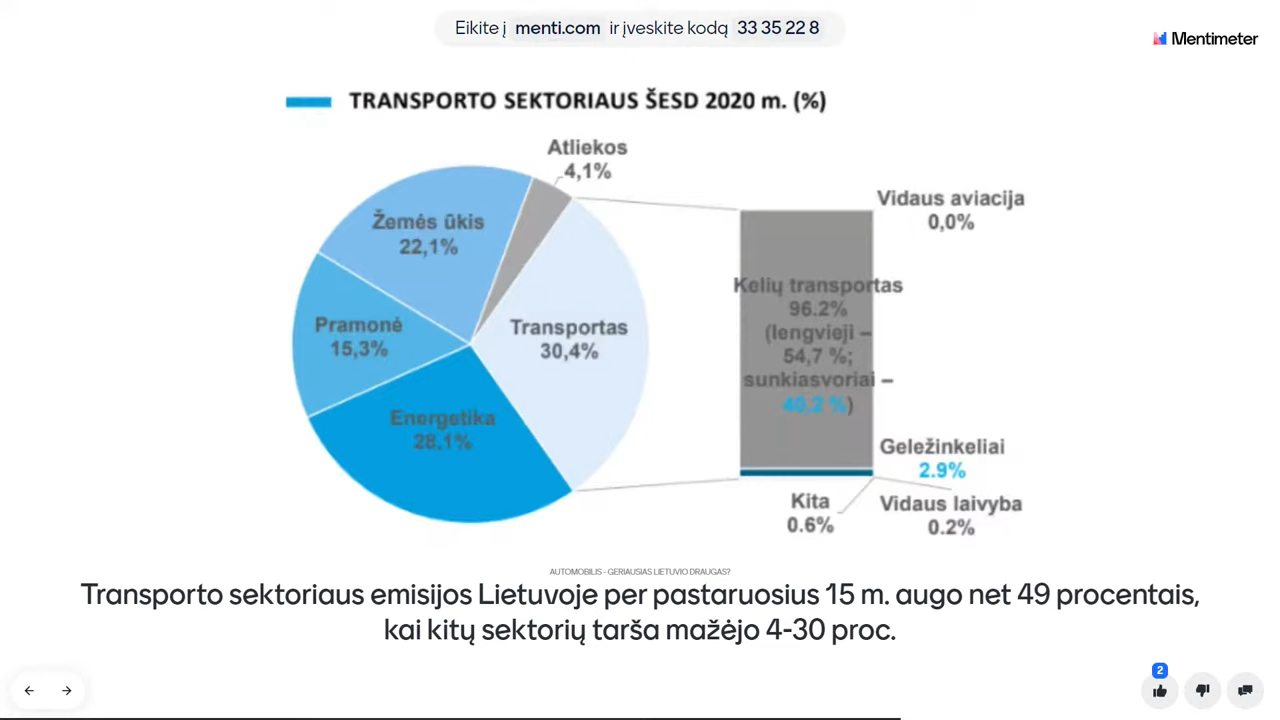 Eikite į menti.com ir įveskite kodą 33 35 22 8
Mentimeter
TRANSPORTO SEKTORIAUS ŠESD 2020 m. (%)
Atliekos
4,1%
Žemės ūkis
22,1%
Pramonė
15,3%
Transportas
30,4%
Energetika
28,1%
Vidaus aviacija
0,0%
Kelių transportas
96.2%
(lengvieji –
54,7 %;
sunkiasvoriai –
40,2 %)
Geležinkeliai
2.9%
Kita
0.6%
Vidaus laivyba
0.2%
AUTOMOBILIS - GERIAUSIAS LIETUVIO DRAUGAS?
Transporto sektoriaus emisijos Lietuvoje per pastaruosius 15 m. augo net 49 procentais,
kai kitų sektorių tarša mažėjo 4-30 proc.
2